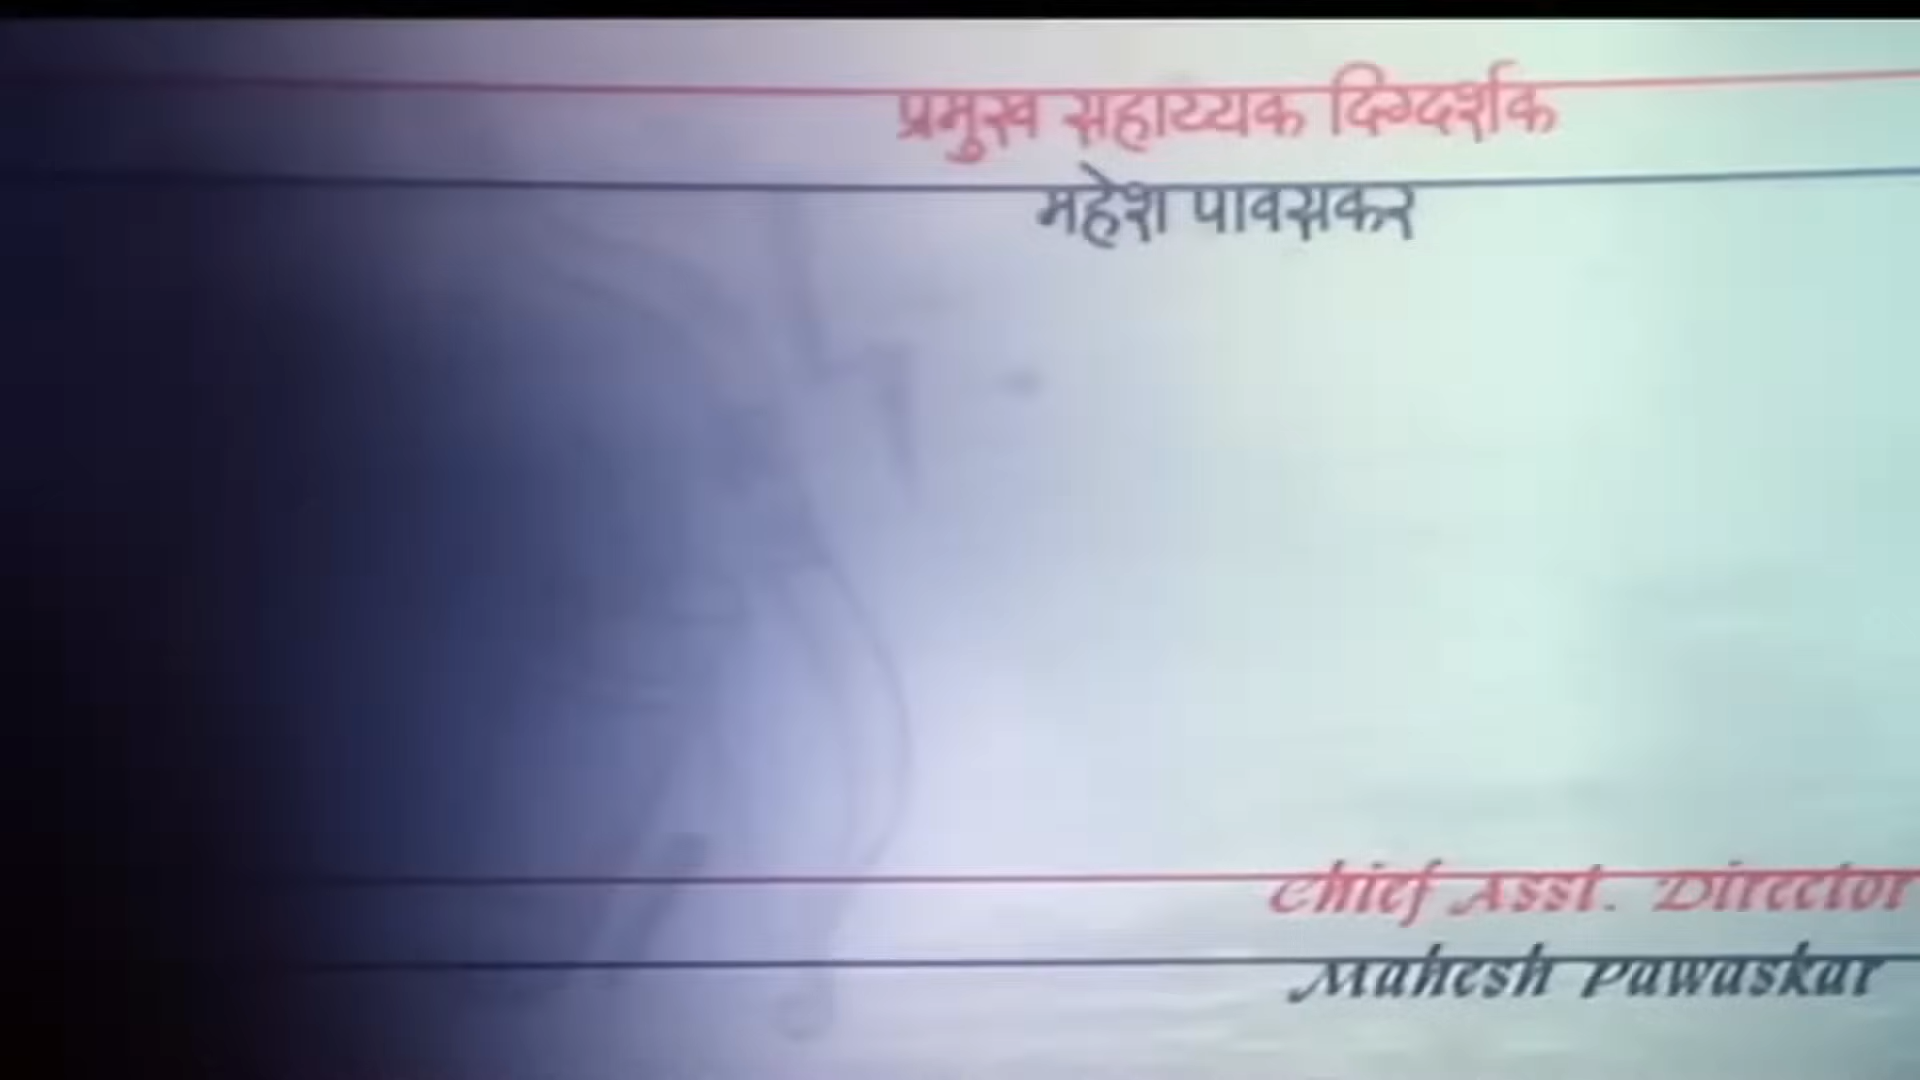 प्रमुख सहाय्यक दिग्दर्शक
महेश पावसकर
Chief Asst. Director
Mahesh Pawaskar